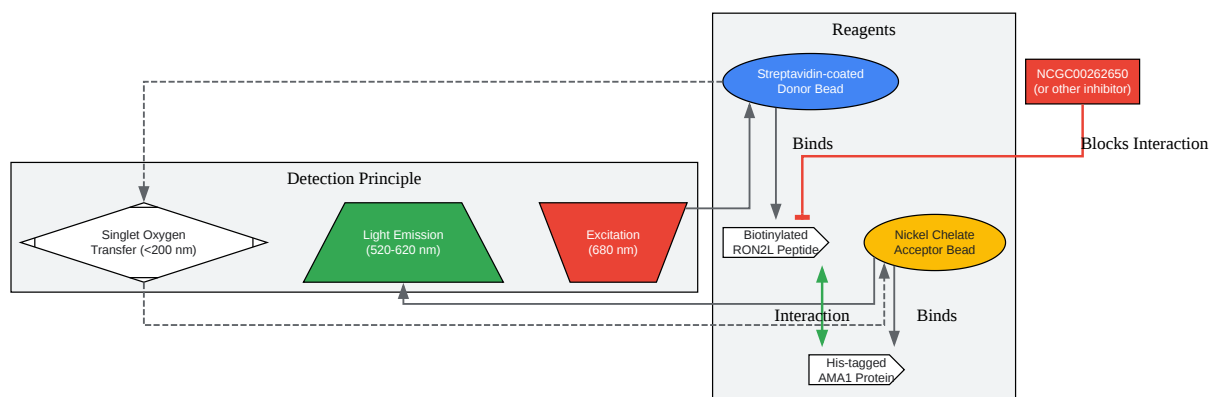 Reagents
Streptavidin-coated
Donor Bead
NCGC00262650
(or other inhibitor)
Binds
Blocks Interaction
Detection Principle
Singlet Oxygen
Transfer (<200 nm)
Light Emission
(520-620 nm)
Excitation
(680 nm)
Biotinylated
RON2L Peptide
Nickel Chelate
Acceptor Bead
Interaction
Binds
His-tagged
AMA1 Protein